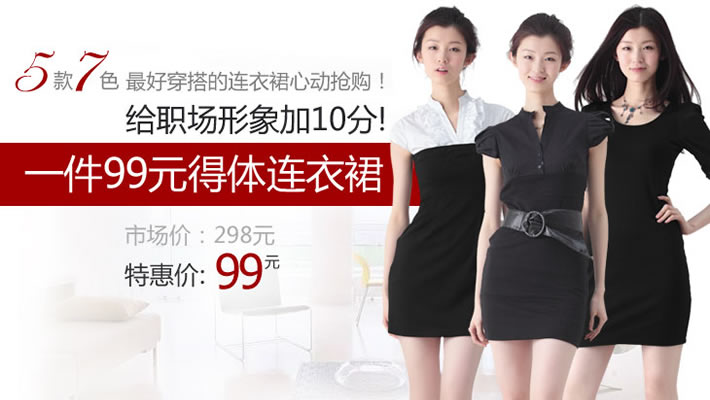 5款7色 最好穿搭的连衣裙心动抢购！
给职场形象加10分!
一件99元得体连衣裙
市场价：298元
特惠价: 99元